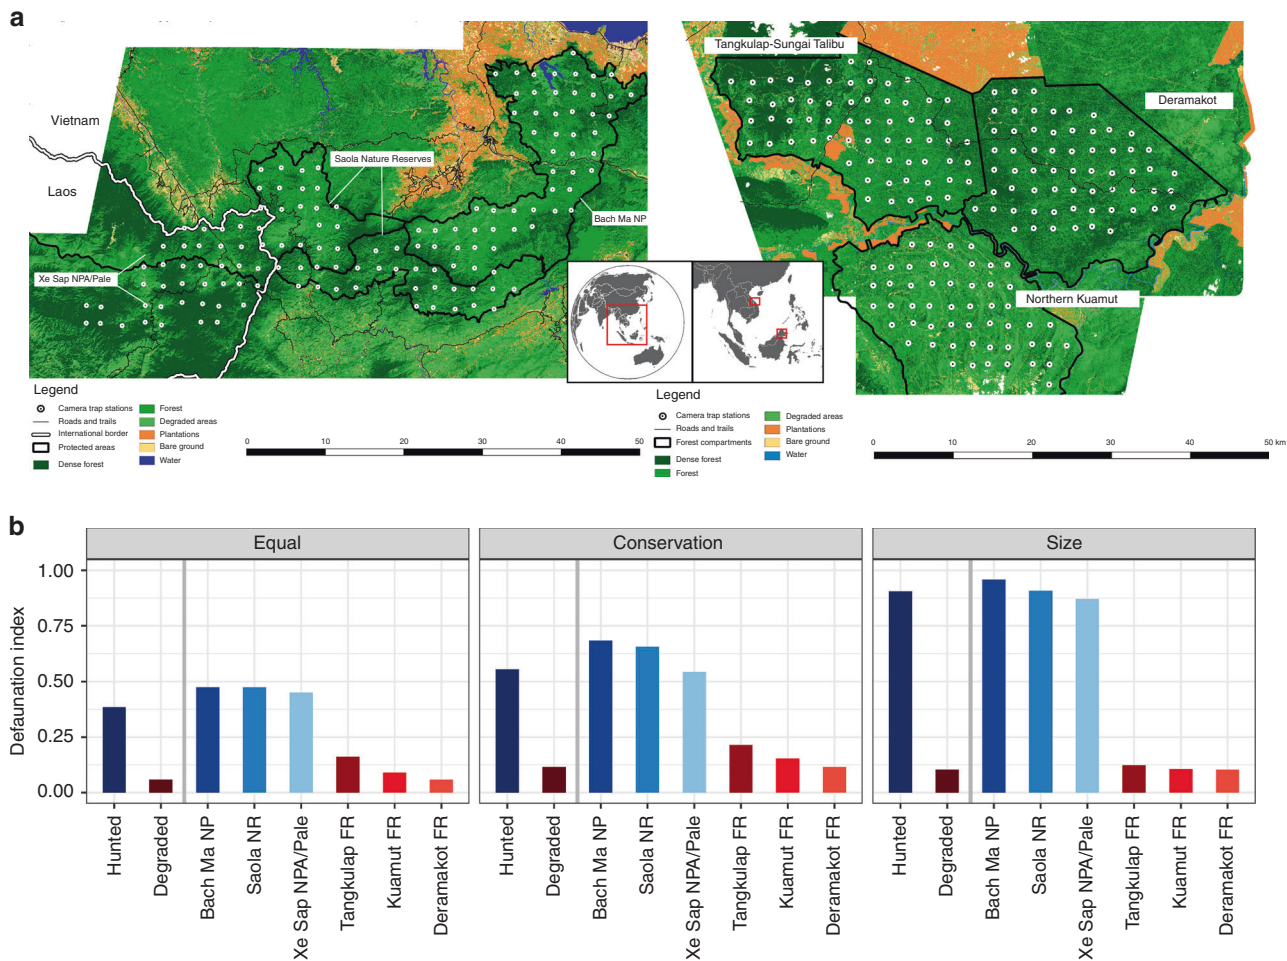 a
Vietnam
Laos
Saola Nature Reserves
Bach Ma NP
Xe Sap NPA/Pale
Tangkulap-Sungai Talibu
Deramakot
Northern Kuamut
Legend
Camera trap stations
Roads and trails
International border
Protected areas
Dense forest
Forest
Degraded areas
Plantations
Bare ground
Water
0 10 20 30 40 50
Legend
Camera trap stations
Roads and trails
Forest compartments
Dense forest
Forest
Degraded areas
Plantations
Bare ground
Water
0 10 20 30 40 50 km
b
Equal
Conservation
Size
Defaunation index
1.00
0.75
0.50
0.25
0.00
Hunted
Degraded
Bach Ma NP
Saola NR
Xe Sap NPA/Pale
Tangkulap FR
Kuamut FR
Deramakot FR
Hunted
Degraded
Bach Ma NP
Saola NR
Xe Sap NPA/Pale
Tangkulap FR
Kuamut FR
Deramakot FR
Hunted
Degraded
Bach Ma NP
Saola NR
Xe Sap NPA/Pale
Tangkulap FR
Kuamut FR
Deramakot FR